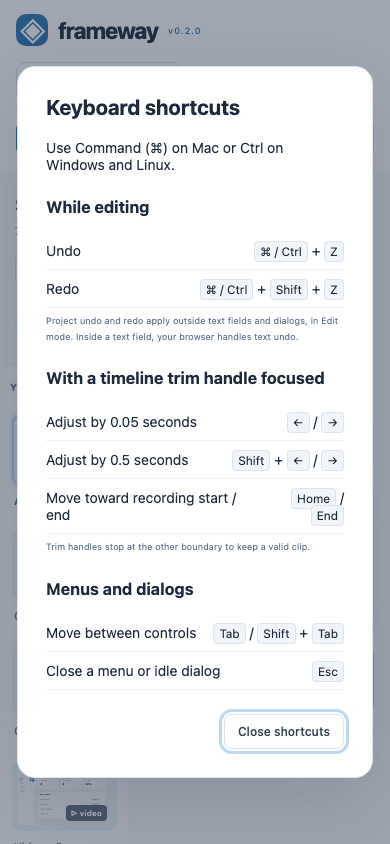 frameway v0.2.0
Keyboard shortcuts
Use Command (⌘) on Mac or Ctrl on
Windows and Linux.
While editing
Undo ⌘ / Ctrl + Z
Redo ⌘ / Ctrl + Shift + Z
Project undo and redo apply outside text fields and dialogs, in Edit
mode. Inside a text field, your browser handles text undo.
With a timeline trim handle focused
Adjust by 0.05 seconds ← / →
Adjust by 0.5 seconds Shift + ← / →
Move toward recording start / Home /
end End
Trim handles stop at the other boundary to keep a valid clip.
Menus and dialogs
Move between controls Tab / Shift + Tab
Close a menu or idle dialog Esc
Close shortcuts
video